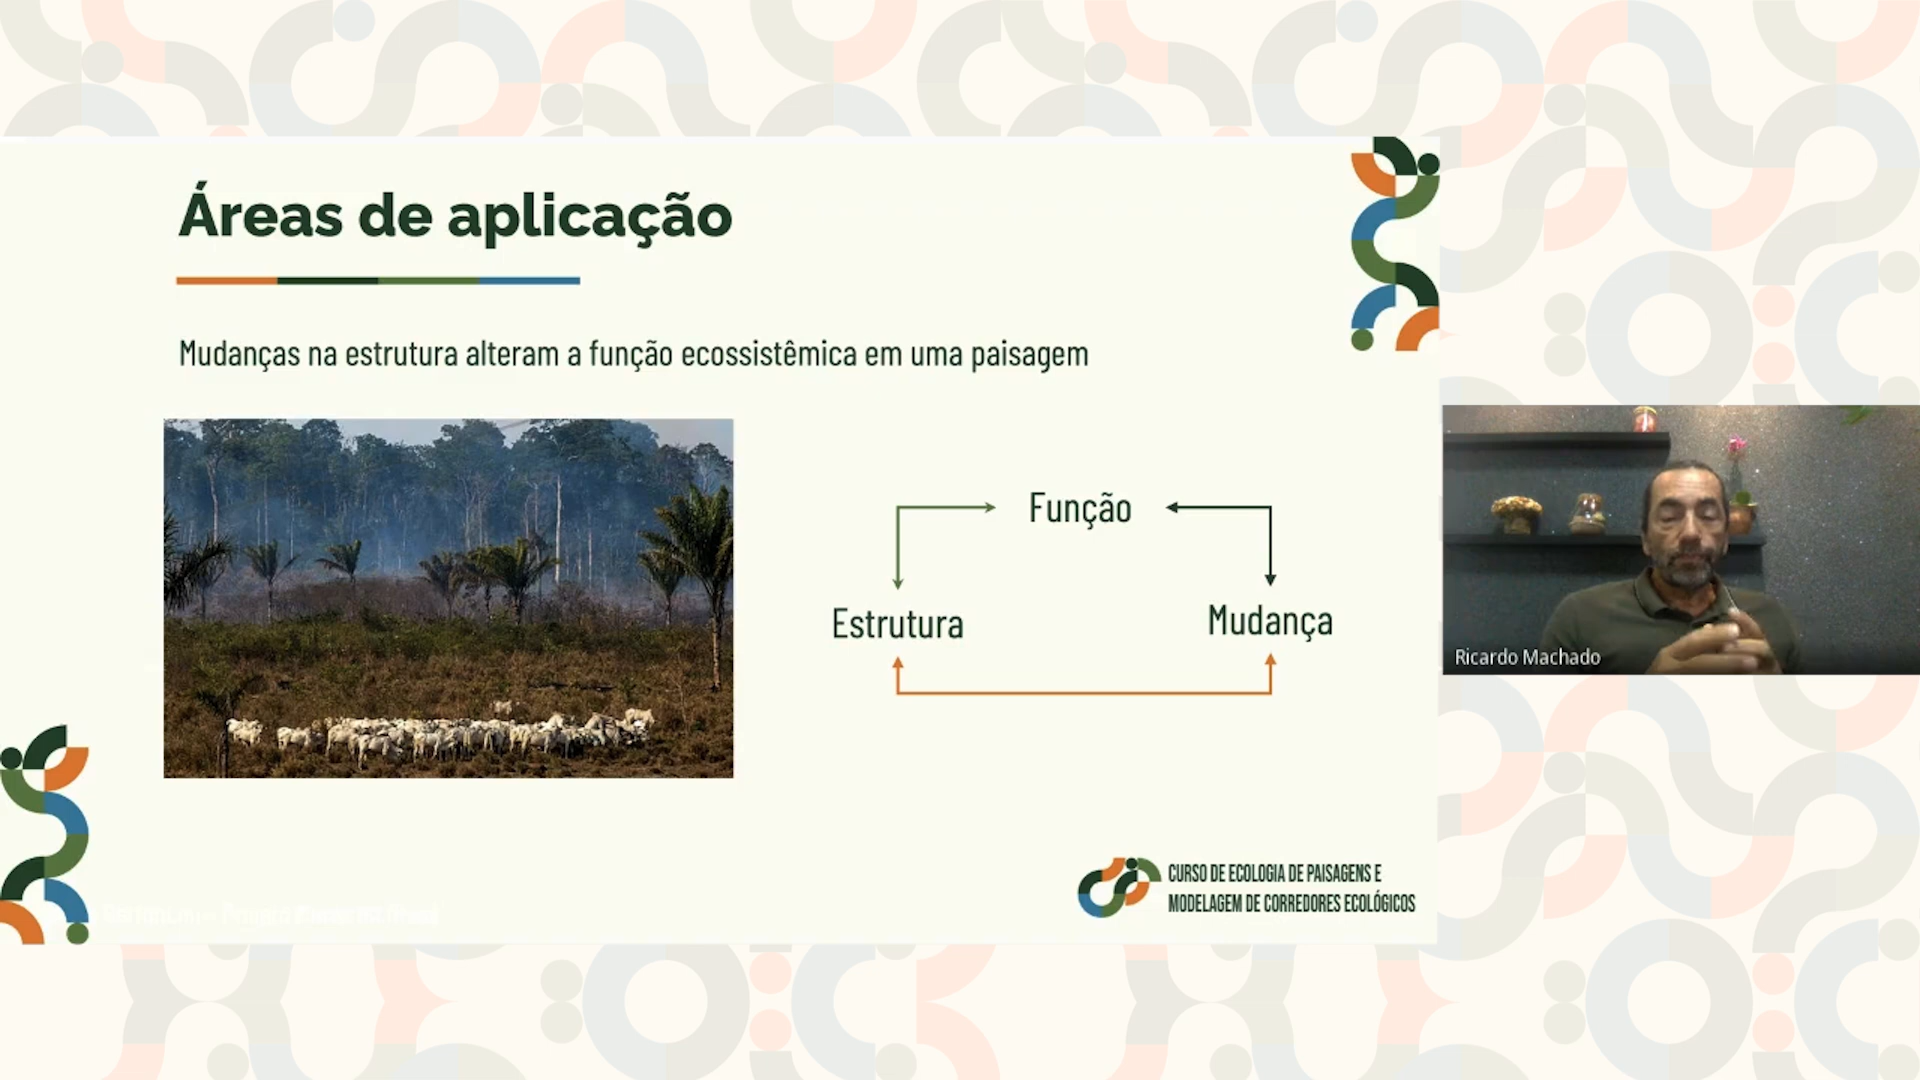 Áreas de aplicação
Mudanças na estrutura alteram a função ecossistêmica em uma paisagem
Função
Estrutura
Mudança
Ricardo Machado
CURSO DE ECOLOGIA DE PAISAGENS E
MODELAGEM DE CORREDORES ECOLÓGICOS